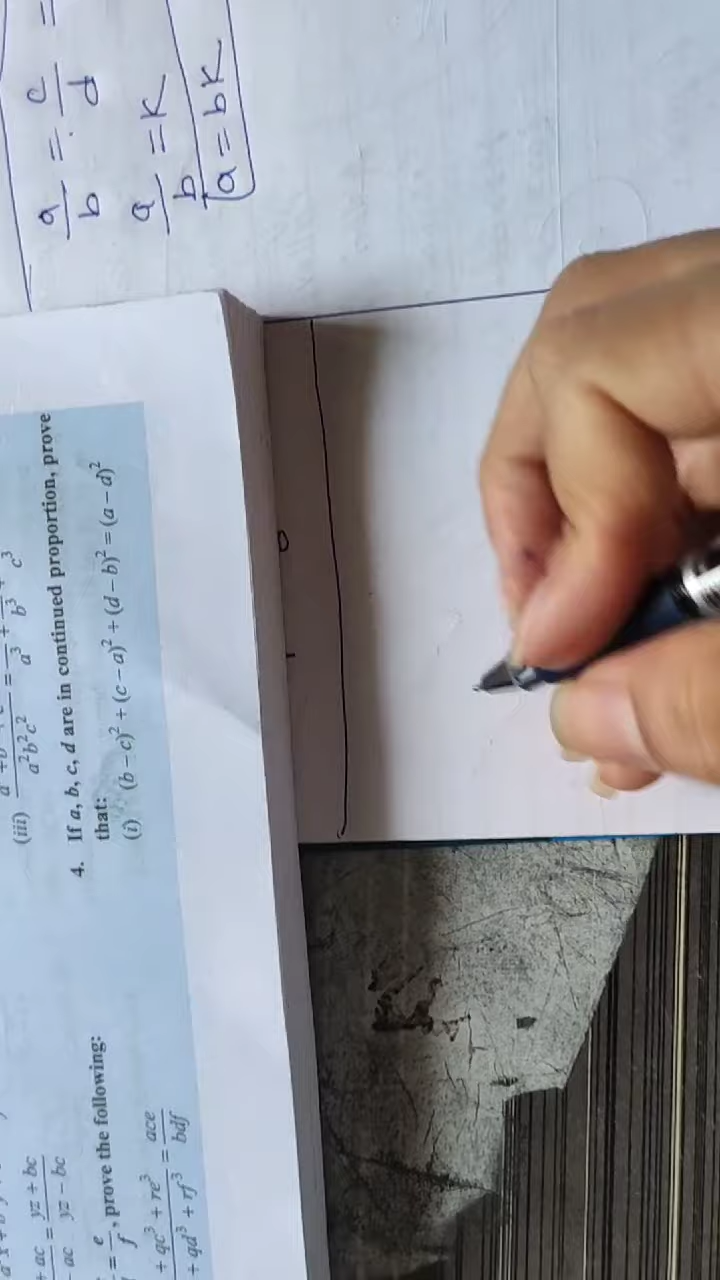 a/b = c/d =
a/b = K
a = bK
(iii) a²b²c² = a³ + b³ + c³
4. If a, b, c, d are in continued proportion, prove
that:
(i) (b – c)² + (c – a)² + (d – b)² = (a – d)²
ac = yz + bc
ac yz – bc
= e/f, prove the following:
+ qc³ + re³ = ace
+ qd³ + rf³ bdf